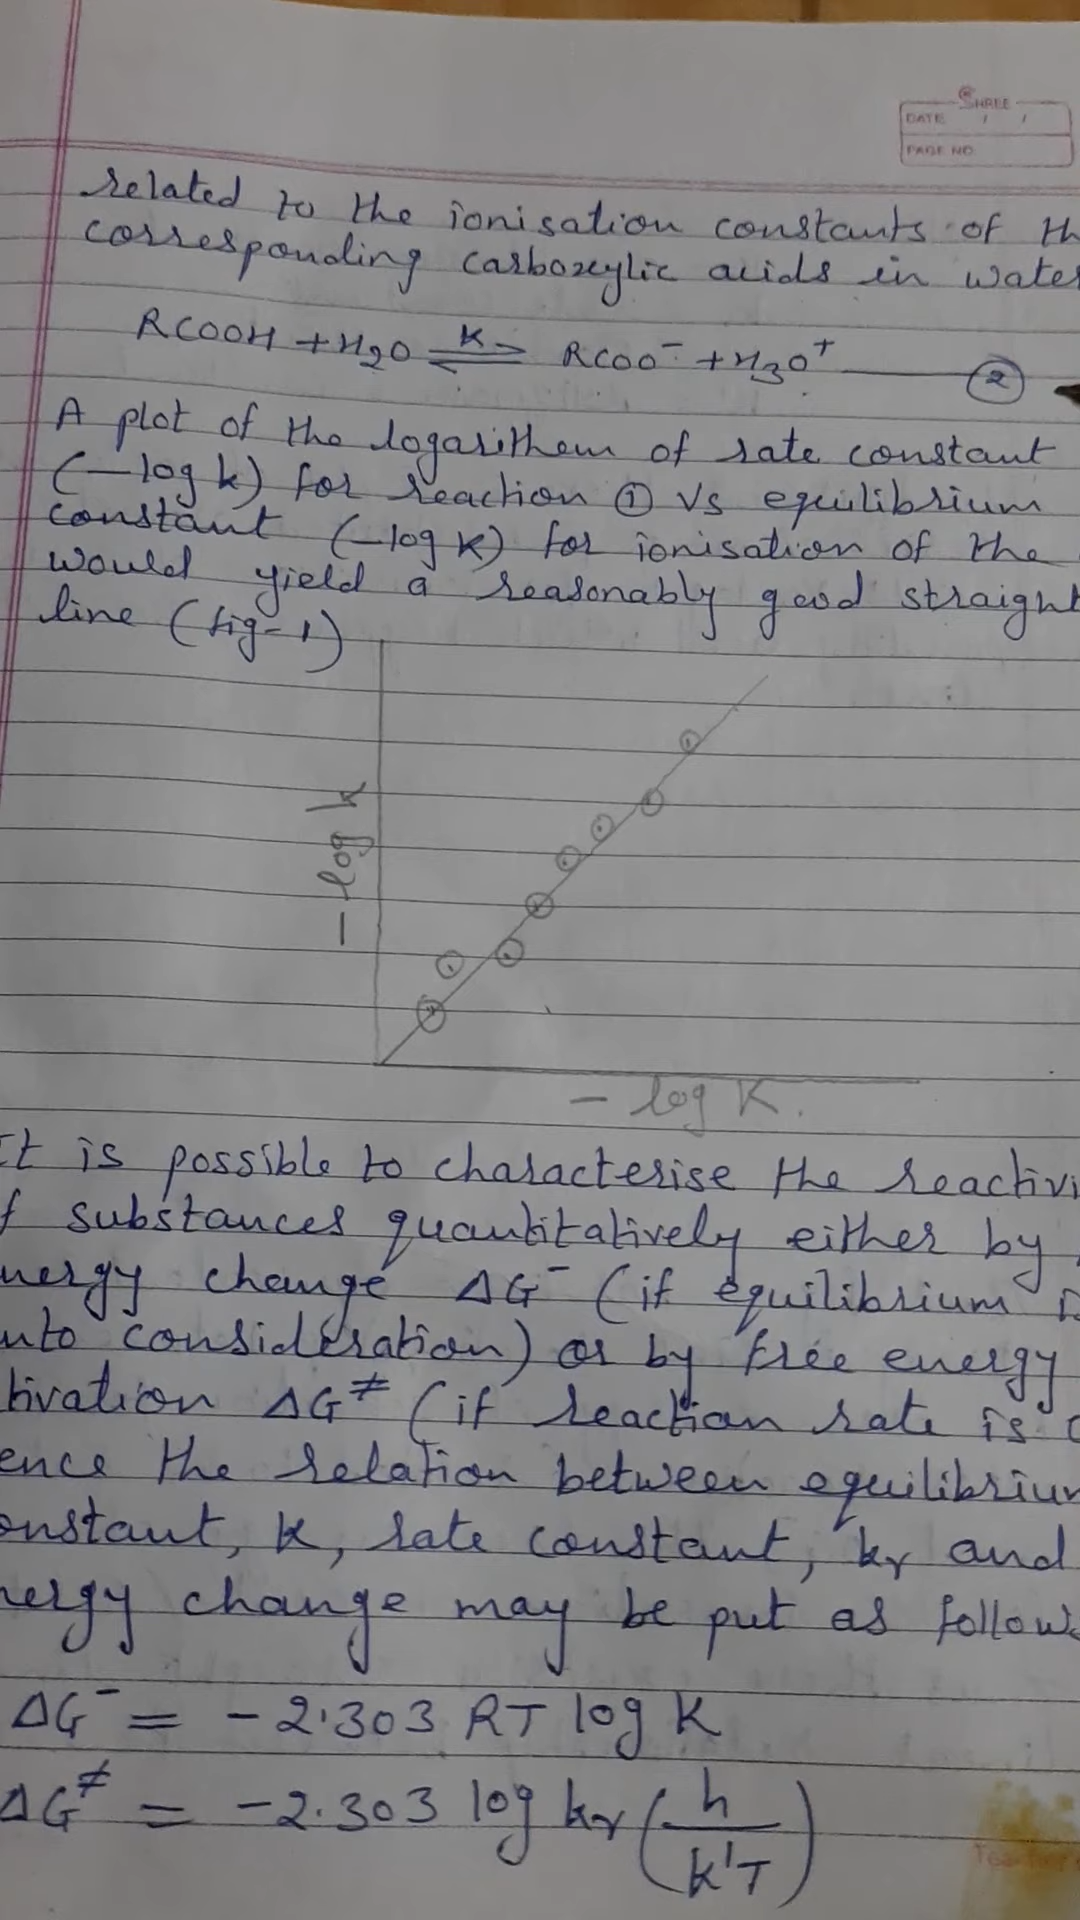 SHREE
DATE / /
PAGE NO
related to the ionisation constants of th
corresponding carboxylic acids in water
RCOOH + H2O ⇌ K RCOO⁻ + H3O⁺ ——— ②
A plot of the logarithem of rate constant
(-log k) for reaction ① Vs equilibrium
constant (-log K) for ionisation of the
would yield a reasonably good straight
line (fig-1)
- log k
- log K.
It is possible to characterise the reactivi
f substances quantitatively either by
nergy change ΔG⁻ (if equilibrium is
nto consideration) or by free energy
tivation ΔG≠ (if reaction rate is c
ence the relation between equilibrium
onstant, K, rate constant, kr and
nergy change may be put as follows
ΔG⁻ = -2.303 RT log K
ΔG≠ = -2.303 log kr (h/k'T)